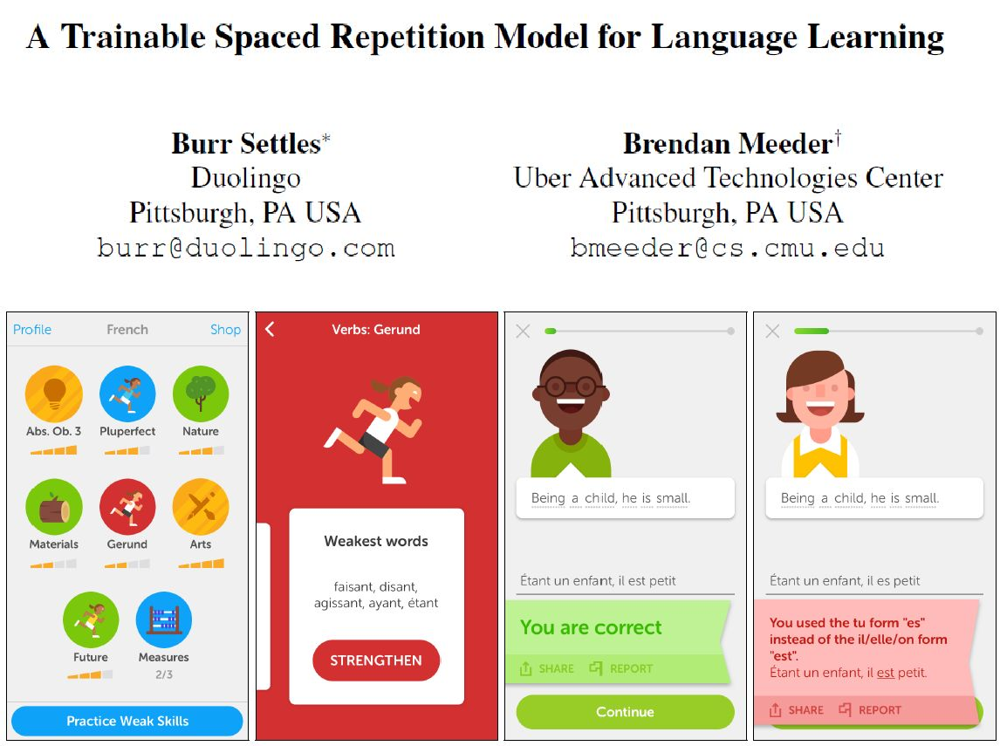 A Trainable Spaced Repetition Model for Language Learning
Burr Settles*
Duolingo
Pittsburgh, PA USA
burr@duolingo.com
Brendan Meeder†
Uber Advanced Technologies Center
Pittsburgh, PA USA
bmeeder@cs.cmu.edu
Profile French Shop
Abs. Ob. 3 Pluperfect Nature
Materials Gerund Arts
Future Measures
2/3
Practice Weak Skills
Verbs: Gerund
Weakest words
faisant, disant,
agissant, ayant, étant
STRENGTHEN
Being a child, he is small.
Étant un enfant, il est petit
You are correct
SHARE REPORT
Continue
Being a child, he is small.
Étant un enfant, il es petit
You used the tu form "es"
instead of the il/elle/on form
"est".
Étant un enfant, il est petit.
SHARE REPORT